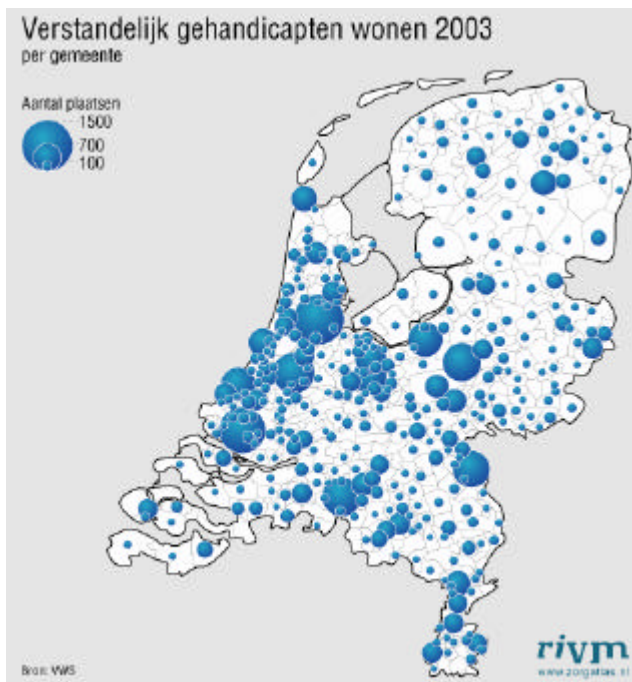 Verstandelijk gehandicapten wonen 2003
per gemeente
Aantal plaatsen
1500
700
100
Bron: VWS
rivm
www.zorgatlas.nl